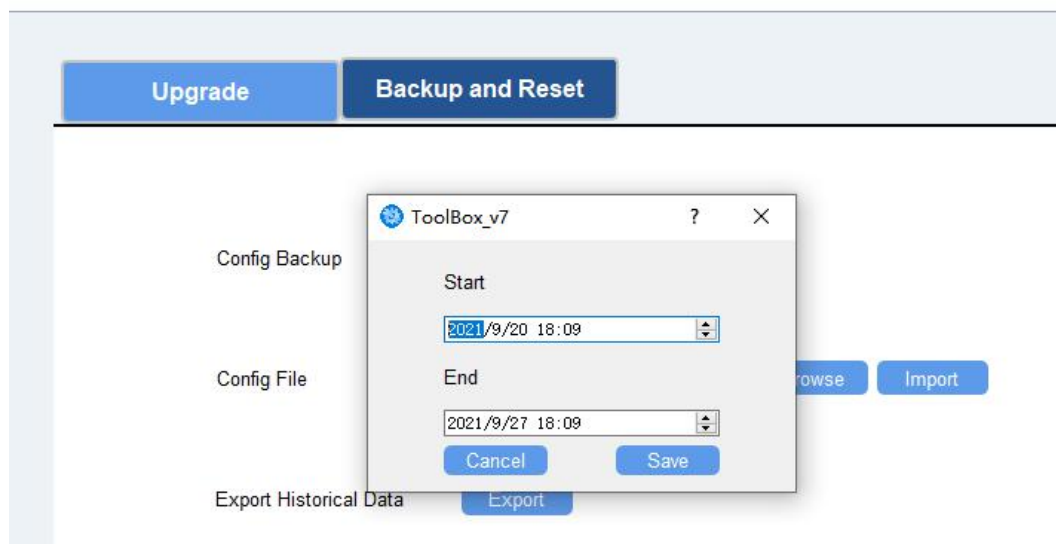 Upgrade
Backup and Reset
ToolBox_v7
?
Config Backup
Start
2021/9/20 18:09
Config File
End
Import
2021/9/27 18:09
Cancel
Save
Export Historical Data
Export